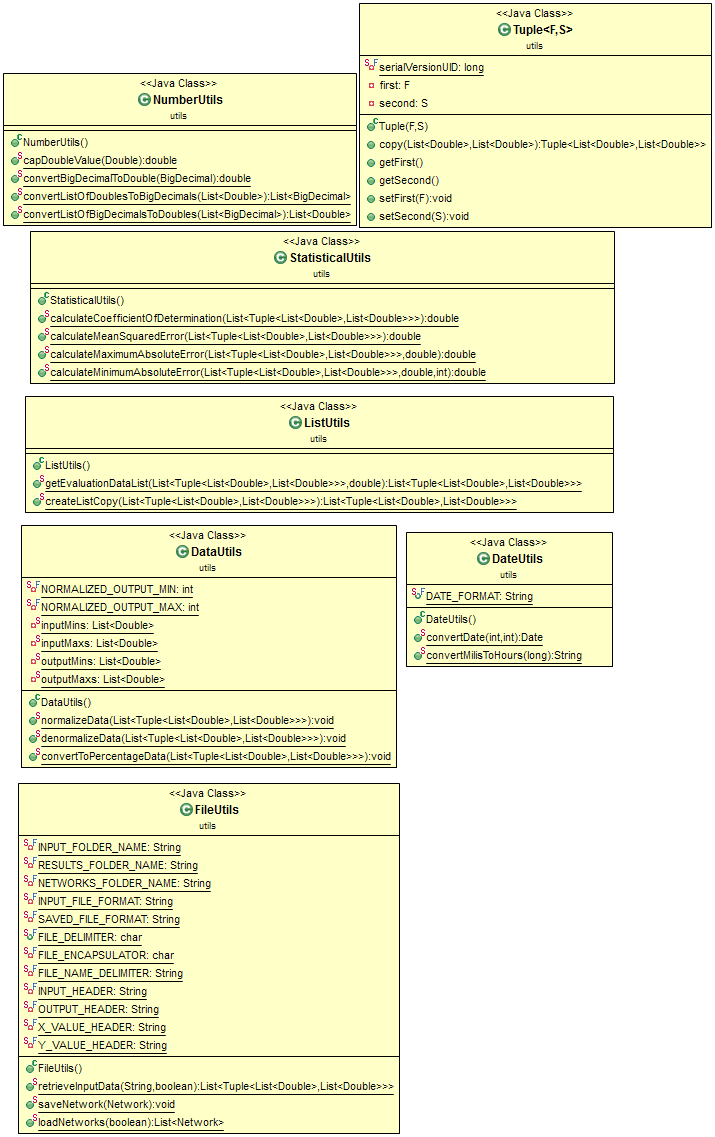 <<Java Class>>
Tuple<F,S>
utils
serialVersionUID: long
first: F
second: S
Tuple(F,S)
copy(List<Double>,List<Double>):Tuple<List<Double>,List<Double>>
getFirst()
getSecond()
setFirst(F):void
setSecond(S):void
<<Java Class>>
NumberUtils
utils
NumberUtils()
capDoubleValue(Double):double
convertBigDecimalToDouble(BigDecimal):double
convertListOfDoublesToBigDecimals(List<Double>):List<BigDecimal>
convertListOfBigDecimalsToDoubles(List<BigDecimal>):List<Double>
<<Java Class>>
StatisticalUtils
utils
StatisticalUtils()
calculateCoefficientOfDetermination(List<Tuple<List<Double>,List<Double>>>):double
calculateMeanSquaredError(List<Tuple<List<Double>,List<Double>>>):double
calculateMaximumAbsoluteError(List<Tuple<List<Double>,List<Double>>>,double):double
calculateMinimumAbsoluteError(List<Tuple<List<Double>,List<Double>>>,double,int):double
<<Java Class>>
ListUtils
utils
ListUtils()
getEvaluationDataList(List<Tuple<List<Double>,List<Double>>>,double):List<Tuple<List<Double>,List<Double>>>
createListCopy(List<Tuple<List<Double>,List<Double>>>):List<Tuple<List<Double>,List<Double>>>
<<Java Class>>
DataUtils
utils
NORMALIZED_OUTPUT_MIN: int
NORMALIZED_OUTPUT_MAX: int
inputMins: List<Double>
inputMaxs: List<Double>
outputMins: List<Double>
outputMaxs: List<Double>
DataUtils()
normalizeData(List<Tuple<List<Double>,List<Double>>>):void
denormalizeData(List<Tuple<List<Double>,List<Double>>>):void
convertToPercentageData(List<Tuple<List<Double>,List<Double>>>):void
<<Java Class>>
DateUtils
utils
DATE_FORMAT: String
DateUtils()
convertDate(int,int):Date
convertMilisToHours(long):String
<<Java Class>>
FileUtils
utils
INPUT_FOLDER_NAME: String
RESULTS_FOLDER_NAME: String
NETWORKS_FOLDER_NAME: String
INPUT_FILE_FORMAT: String
SAVED_FILE_FORMAT: String
FILE_DELIMITER: char
FILE_ENCAPSULATOR: char
FILE_NAME_DELIMITER: String
INPUT_HEADER: String
OUTPUT_HEADER: String
X_VALUE_HEADER: String
Y_VALUE_HEADER: String
FileUtils()
retrieveInputData(String,boolean):List<Tuple<List<Double>,List<Double>>>
saveNetwork(Network):void
loadNetworks(boolean):List<Network>